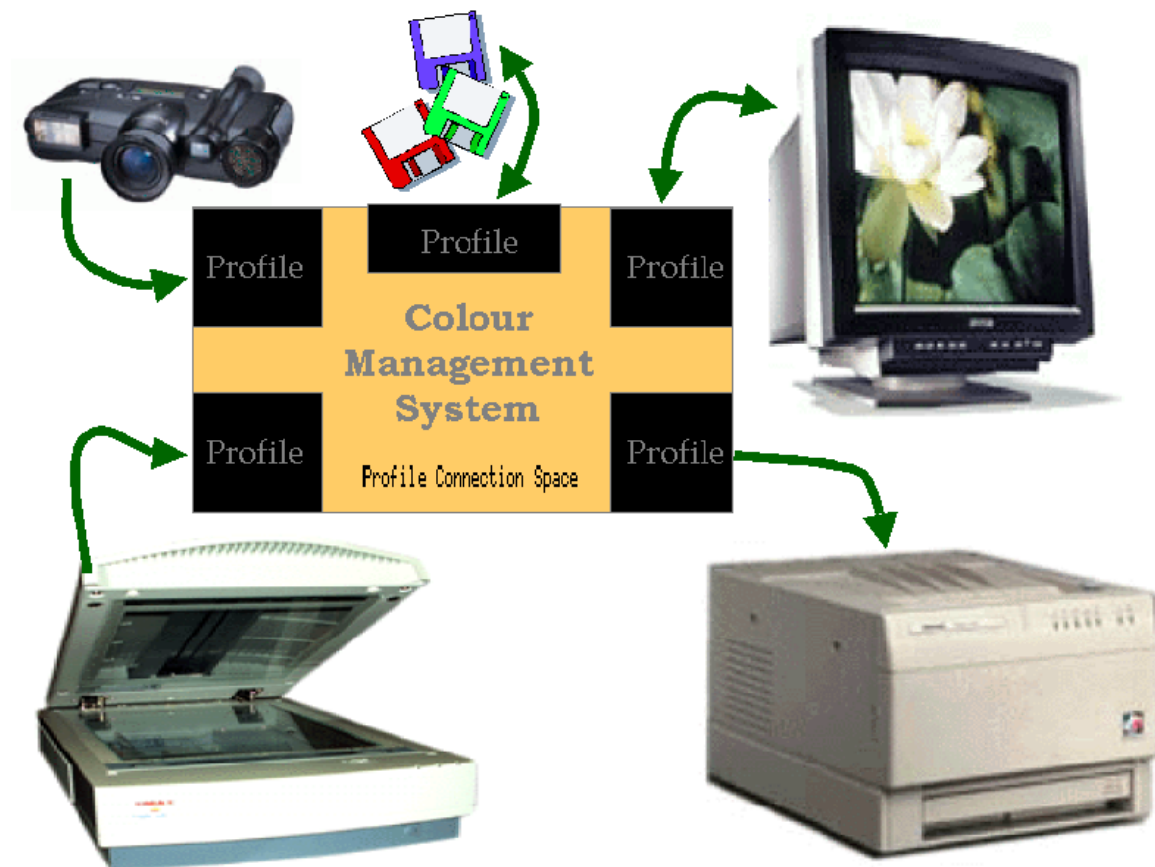 Profile
Profile
Profile
Colour
Management
System
Profile
Profile Connection Space
Profile